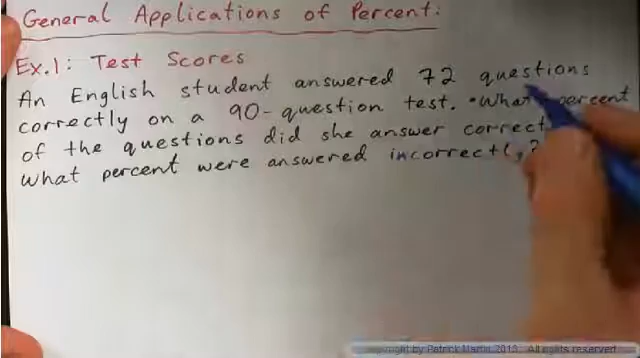 General Applications of Percent:
Ex.1: Test Scores
An English student answered 72 questions
correctly on a 90-question test. • What percent
of the questions did she answer correct
What percent were answered incorrectly?
Copyright by Patrick Martin 2013. All rights reserved